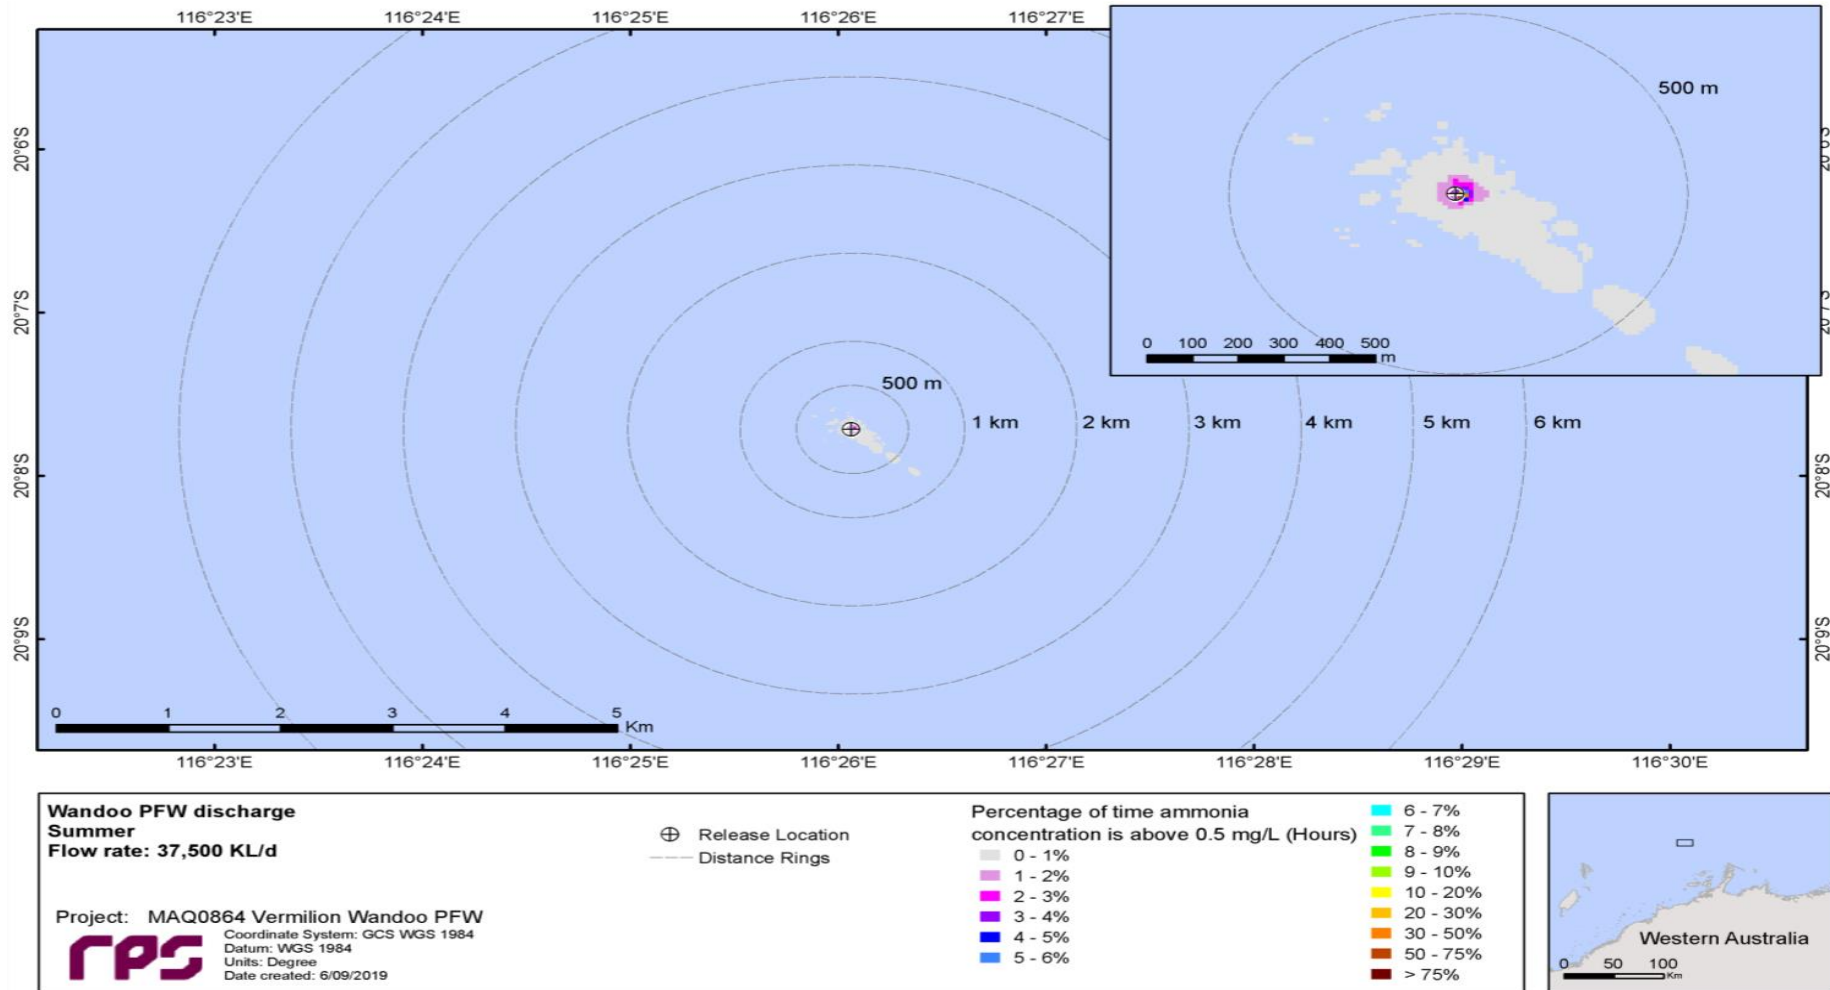 116°23'E 116°24'E 116°25'E 116°26'E 116°27'E
500 m
0 100 200 300 400 500
m
20°6'S
20°7'S
20°8'S 20°8'S
20°9'S 20°9'S
500 m
1 km 2 km 3 km 4 km 5 km 6 km
0 1 2 3 4 5
Km
116°23'E 116°24'E 116°25'E 116°26'E 116°27'E 116°28'E 116°29'E 116°30'E
Wandoo PFW discharge
Summer
Flow rate: 37,500 KL/d
Project: MAQ0864 Vermilion Wandoo PFW
rps
Coordinate System: GCS WGS 1984
Datum: WGS 1984
Units: Degree
Date created: 6/09/2019
Release Location
Distance Rings
Percentage of time ammonia
concentration is above 0.5 mg/L (Hours)
0 - 1%
1 - 2%
2 - 3%
3 - 4%
4 - 5%
5 - 6%
6 - 7%
7 - 8%
8 - 9%
9 - 10%
10 - 20%
20 - 30%
30 - 50%
50 - 75%
> 75%
Western Australia
0 50 100
Km